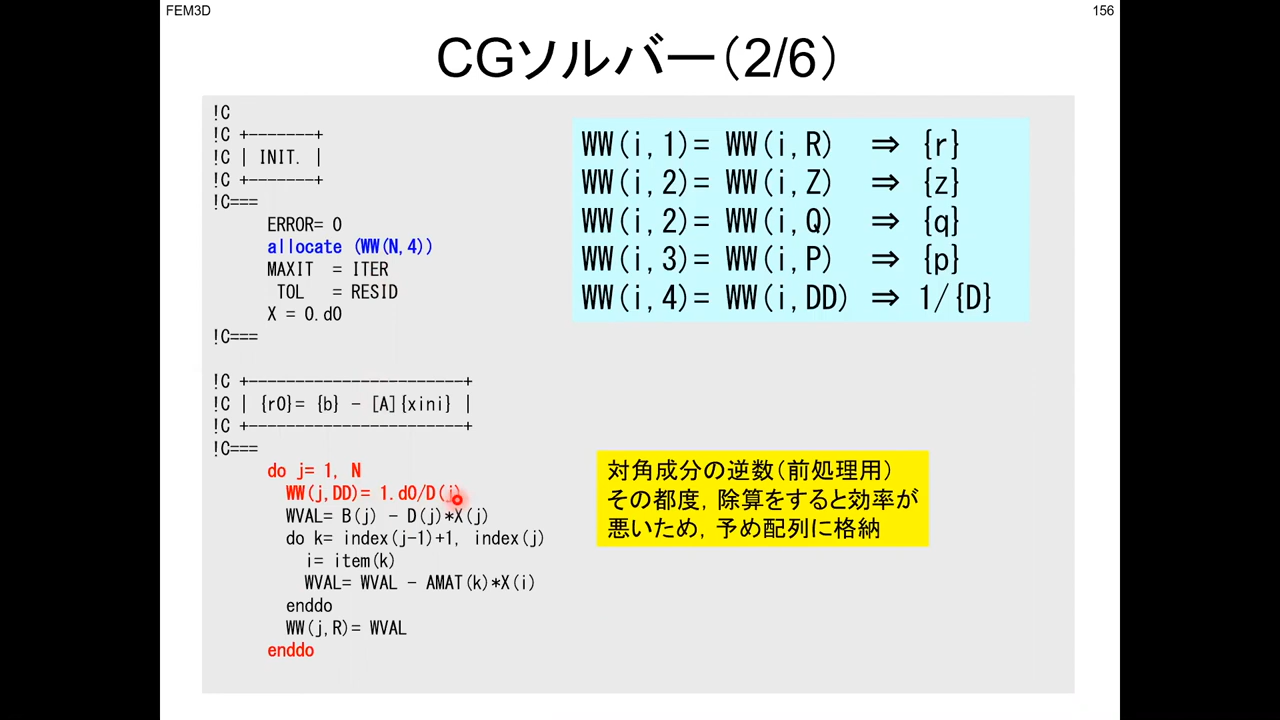 FEM3D
156
CGソルバー(2/6)
!C
!C +-------+
!C | INIT. |
!C +-------+
!C===
ERROR= 0
allocate (WW(N,4))
MAXIT = ITER
TOL = RESID
X = 0.d0
!C===
!C +-----------------------+
!C | {r0}= {b} - [A]{xini} |
!C +-----------------------+
!C===
do j= 1, N
WW(j,DD)= 1.d0/D(j)
WVAL= B(j) - D(j)*X(j)
do k= index(j-1)+1, index(j)
i= item(k)
WVAL= WVAL - AMAT(k)*X(i)
enddo
WW(j,R)= WVAL
enddo
WW(i,1)= WW(i,R) ⇒ {r}
WW(i,2)= WW(i,Z) ⇒ {z}
WW(i,2)= WW(i,Q) ⇒ {q}
WW(i,3)= WW(i,P) ⇒ {p}
WW(i,4)= WW(i,DD) ⇒ 1/{D}
対角成分の逆数(前処理用)
その都度,除算をすると効率が
悪いため,予め配列に格納